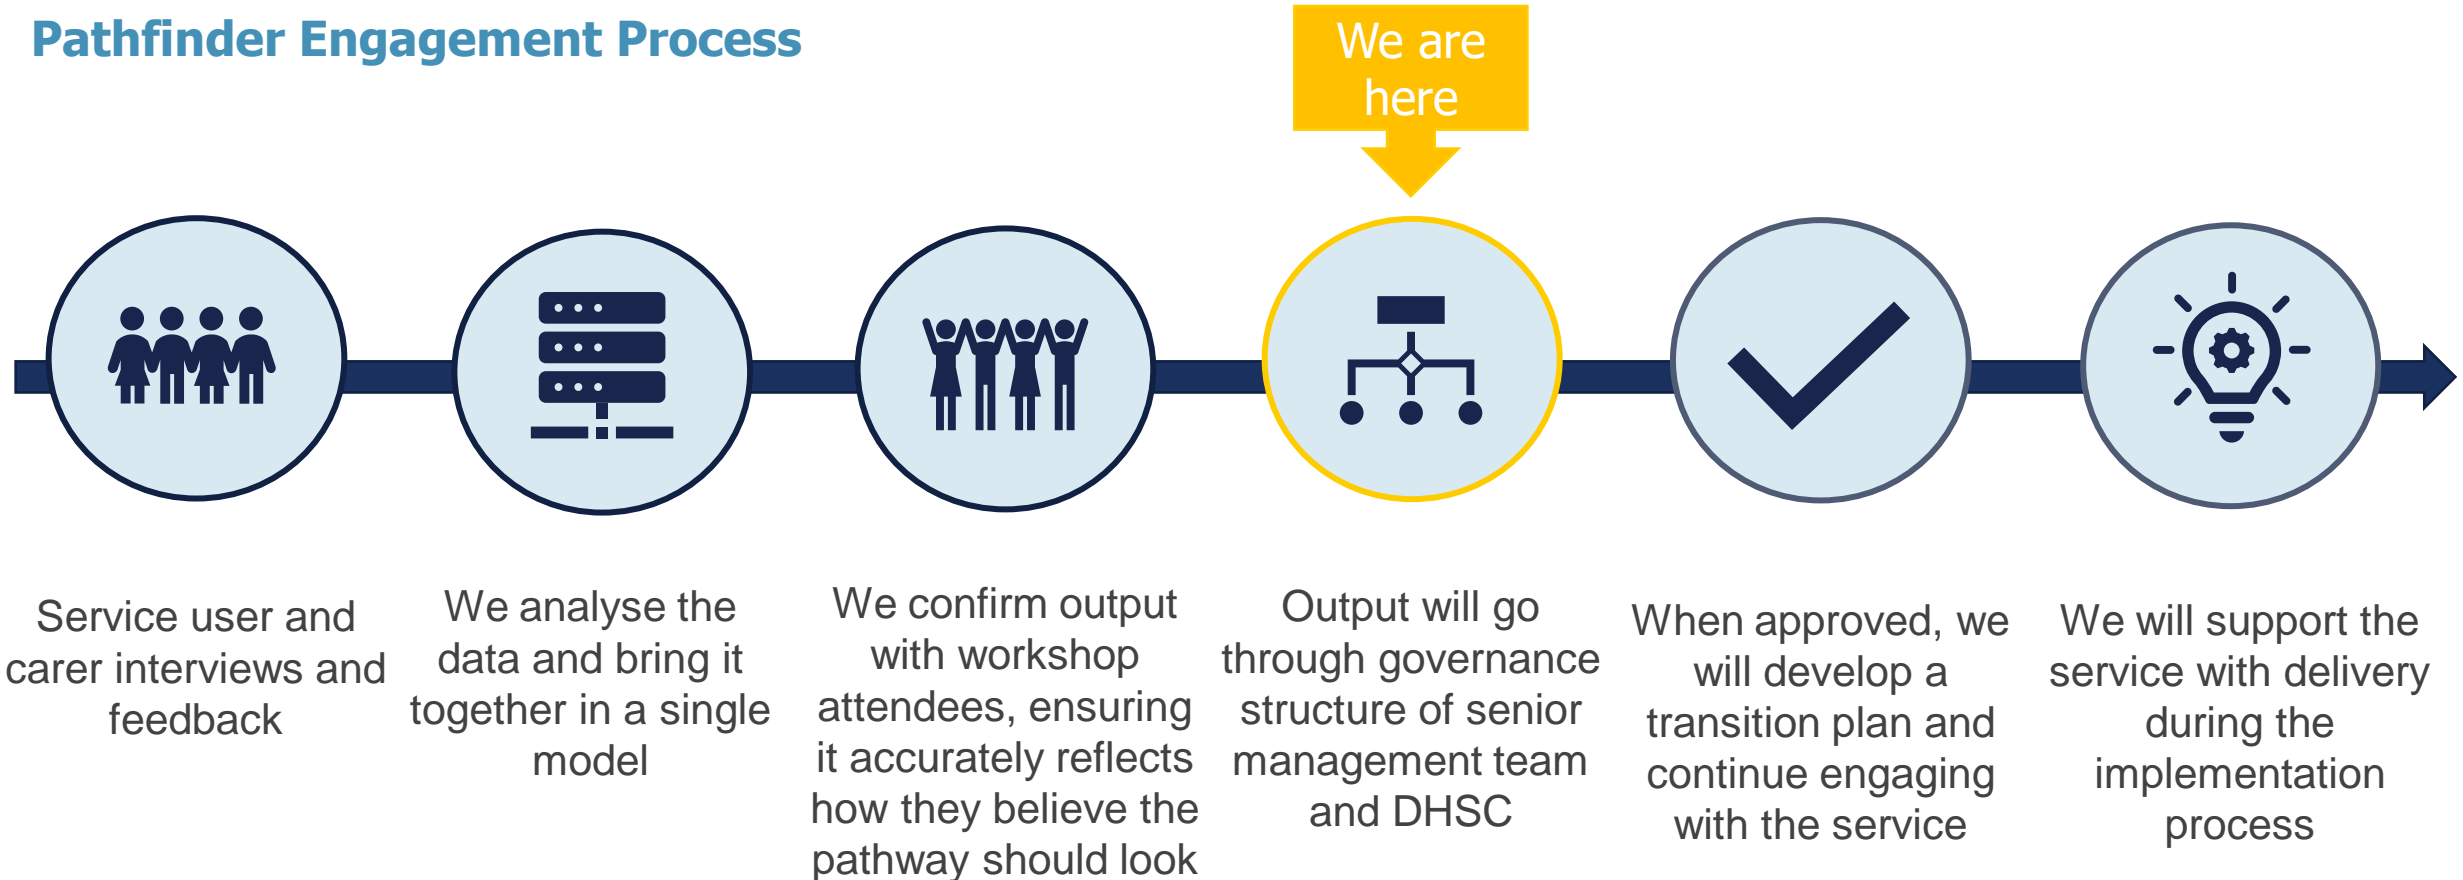 Pathfinder Engagement Process
We are
here
Service user and
carer interviews and
feedback
We analyse the
data and bring it
together in a single
model
We confirm output
with workshop
attendees, ensuring
it accurately reflects
how they believe the
pathway should look
Output will go
through governance
structure of senior
management team
and DHSC
When approved, we
will develop a
transition plan and
continue engaging
with the service
We will support the
service with delivery
during the
implementation
process